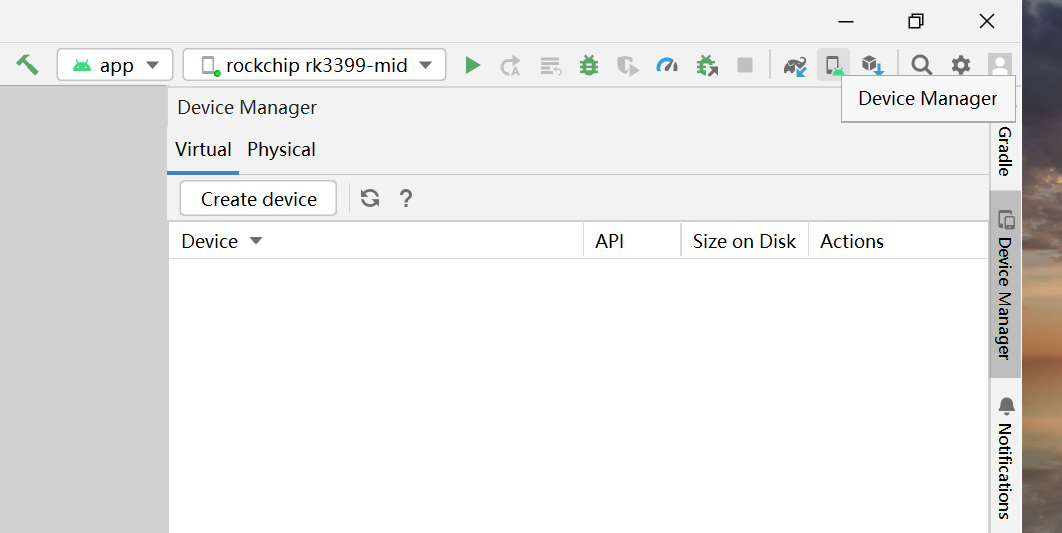 app
rockchip rk3399-mid
Device Manager
Device Manager
Virtual Physical
Create device
?
Device API Size on Disk Actions
Gradle
Device Manager
Notifications